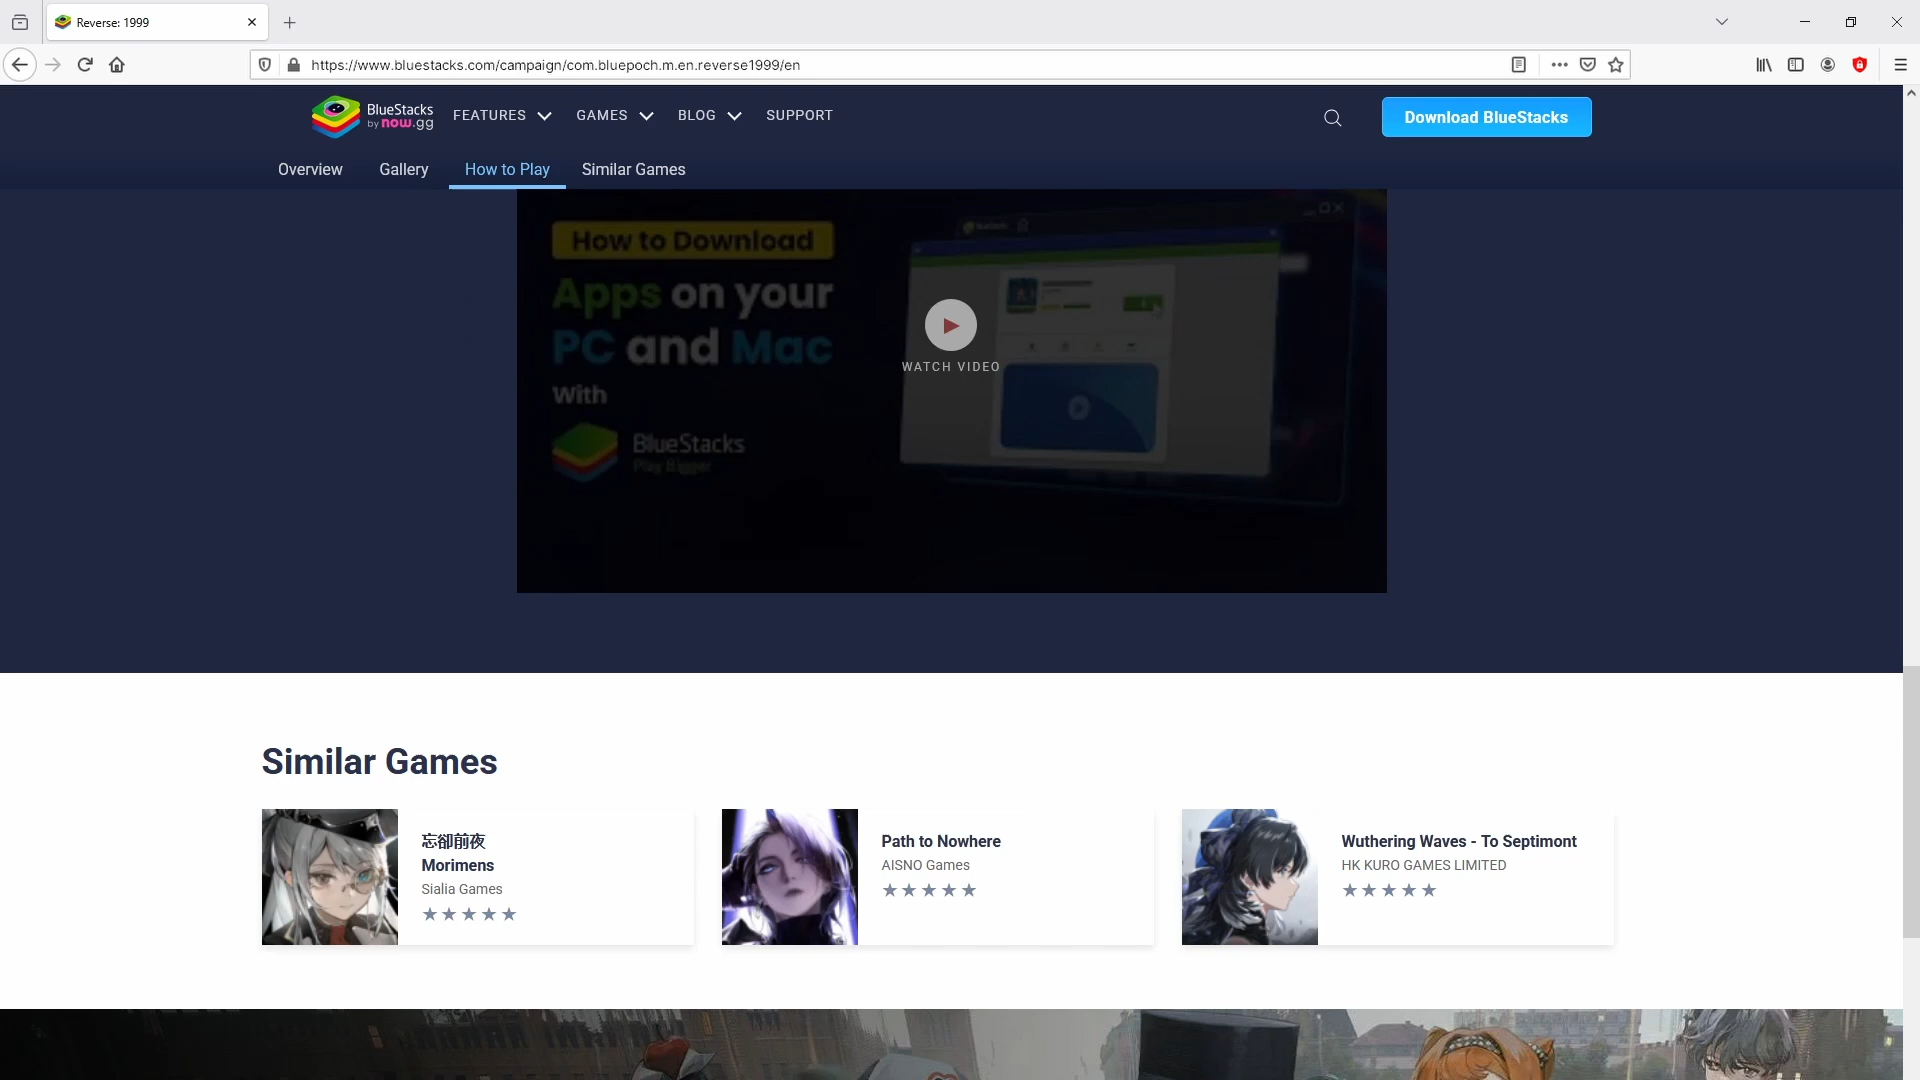 Reverse: 1999
https://www.bluestacks.com/campaign/com.bluepoch.m.en.reverse1999/en
BlueStacks
by now.gg
FEATURES
GAMES
BLOG
SUPPORT
Download BlueStacks
Overview
Gallery
How to Play
Similar Games
How to Download
Apps on your
PC and Mac
With
BlueStacks
Play Bigger
WATCH VIDEO
Similar Games
忘卻前夜
Morimens
Sialia Games
Path to Nowhere
AISNO Games
Wuthering Waves - To Septimont
HK KURO GAMES LIMITED